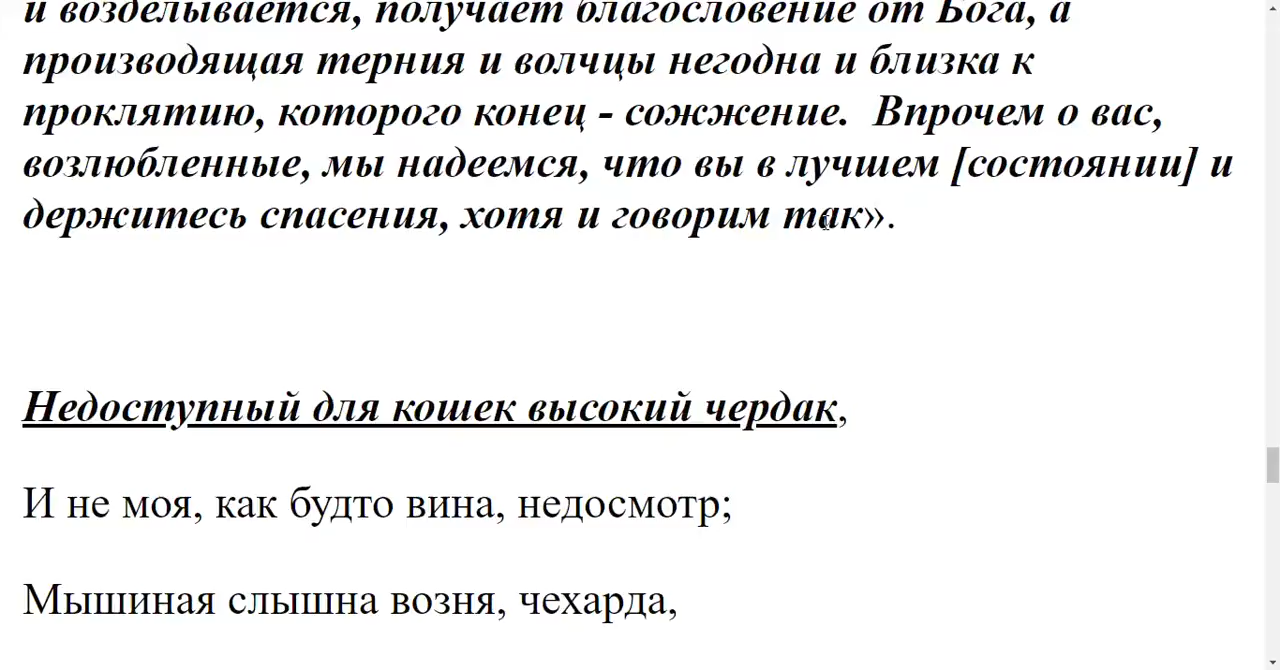 и возделывается, получает благословение от Бога, а
производящая терния и волчцы негодна и близка к
проклятию, которого конец - сожжение.  Впрочем о вас,
возлюбленные, мы надеемся, что вы в лучшем [состоянии] и
держитесь спасения, хотя и говорим так».
Недоступный для кошек высокий чердак,
И не моя, как будто вина, недосмотр;
Мышиная слышна возня, чехарда,